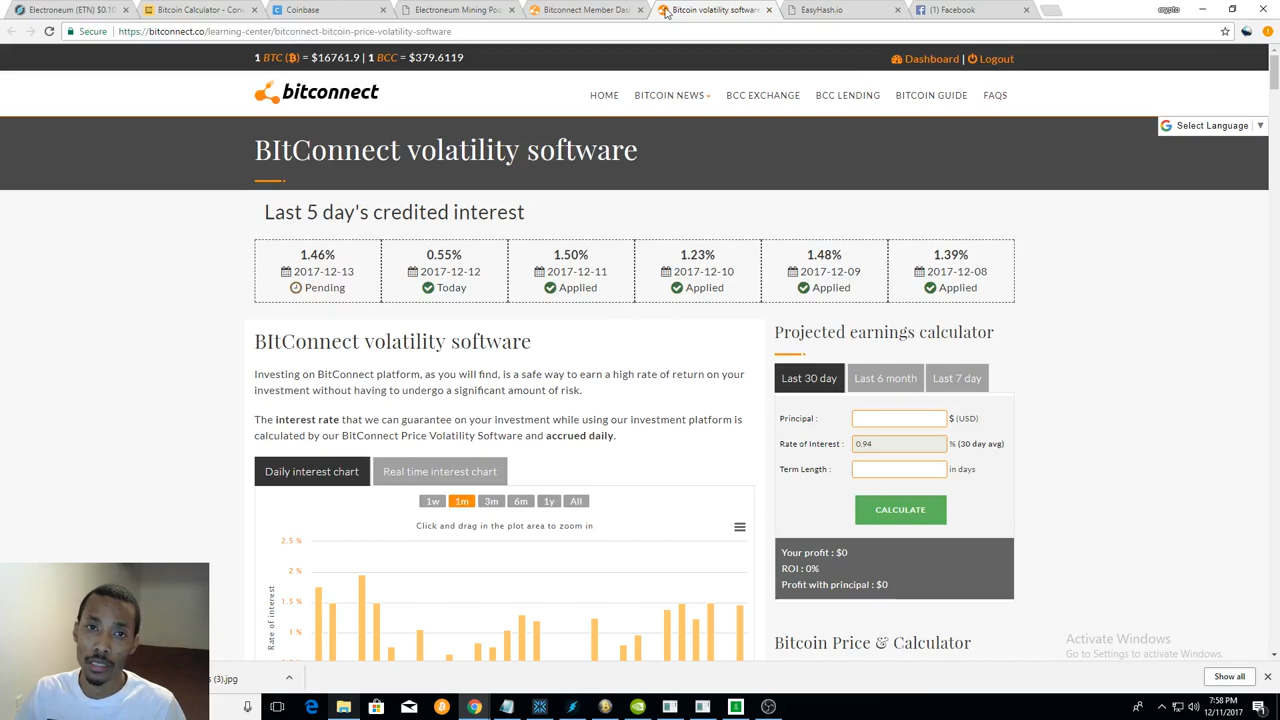 Electroneum (ETN) $0.10
Bitcoin Calculator - Con
Coinbase
Electroneum Mining Poo
Bitconnect Member Das
Bitcoin volatility software
EasyHash.io
(1) Facebook
crypto
Secure
https://bitconnect.co/learning-center/bitconnect-bitcoin-price-volatility-software
1 BTC (₿) = $16761.9 | 1 BCC = $379.6119
Dashboard | Logout
bitconnect
HOME BITCOIN NEWS BCC EXCHANGE BCC LENDING BITCOIN GUIDE FAQS
G Select Language ▼
BItConnect volatility software
Last 5 day's credited interest
1.46% 0.55% 1.50% 1.23% 1.48% 1.39%
2017-12-13 2017-12-12 2017-12-11 2017-12-10 2017-12-09 2017-12-08
Pending Today Applied Applied Applied Applied
BItConnect volatility software
Investing on BitConnect platform, as you will find, is a safe way to earn a high rate of return on your
investment without having to undergo a significant amount of risk.
The interest rate that we can guarantee on your investment while using our investment platform is
calculated by our BitConnect Price Volatility Software and accrued daily.
Daily interest chart Real time interest chart
1w 1m 3m 6m 1y All
Click and drag in the plot area to zoom in
2.5 %
2 %
1.5 %
1 %
Rate of interest
Projected earnings calculator
Last 30 day Last 6 month Last 7 day
Principal : $ (USD)
Rate of Interest : 0.94 % (30 day avg)
Term Length : in days
CALCULATE
Your profit : $0
ROI : 0%
Profit with principal : $0
Bitcoin Price & Calculator
Activate Windows
Go to Settings to activate Windows.
s (3).jpg
Show all
7:58 PM
12/11/2017